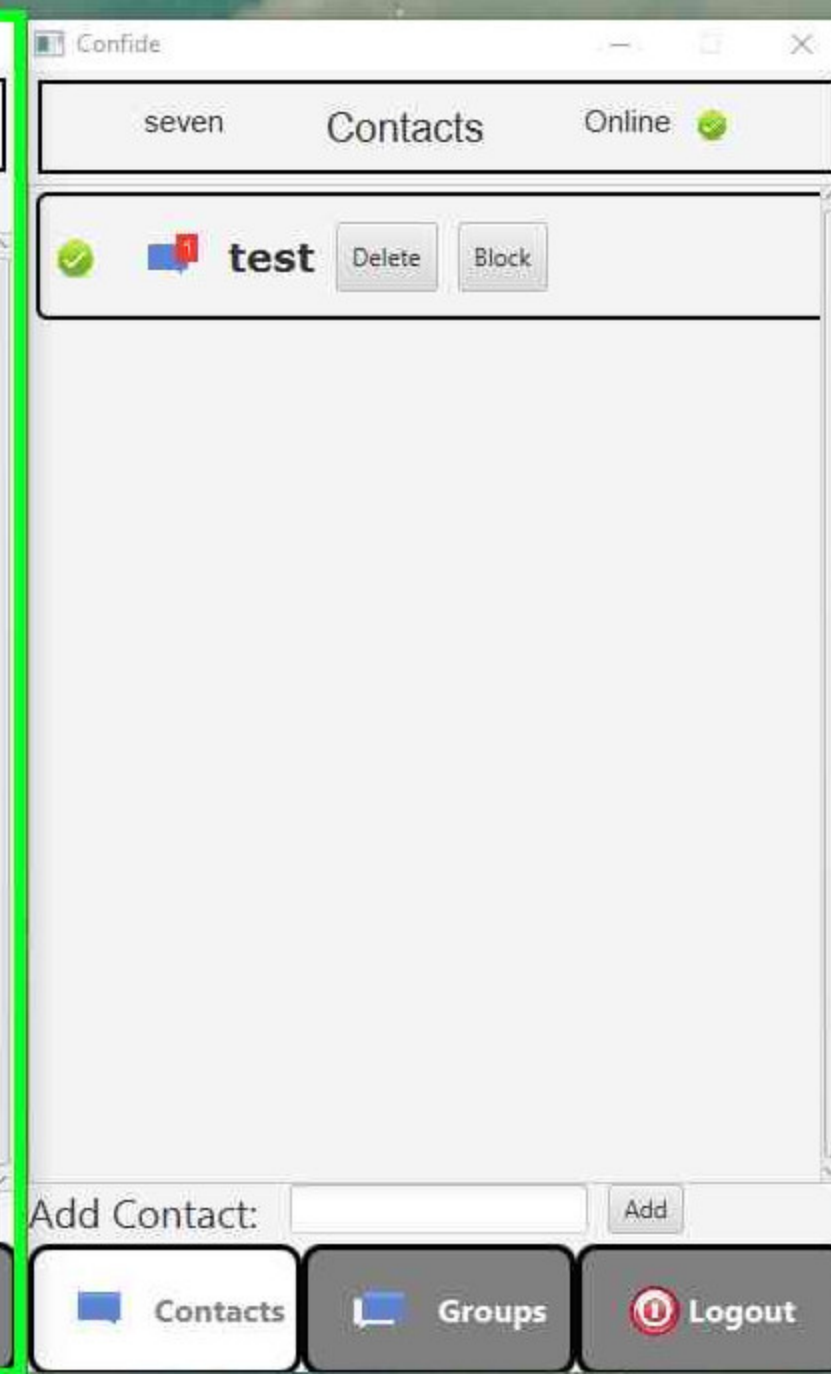 Confide
seven Contacts Online
1 test Delete Block
Add Contact: Add
Contacts Groups Logout